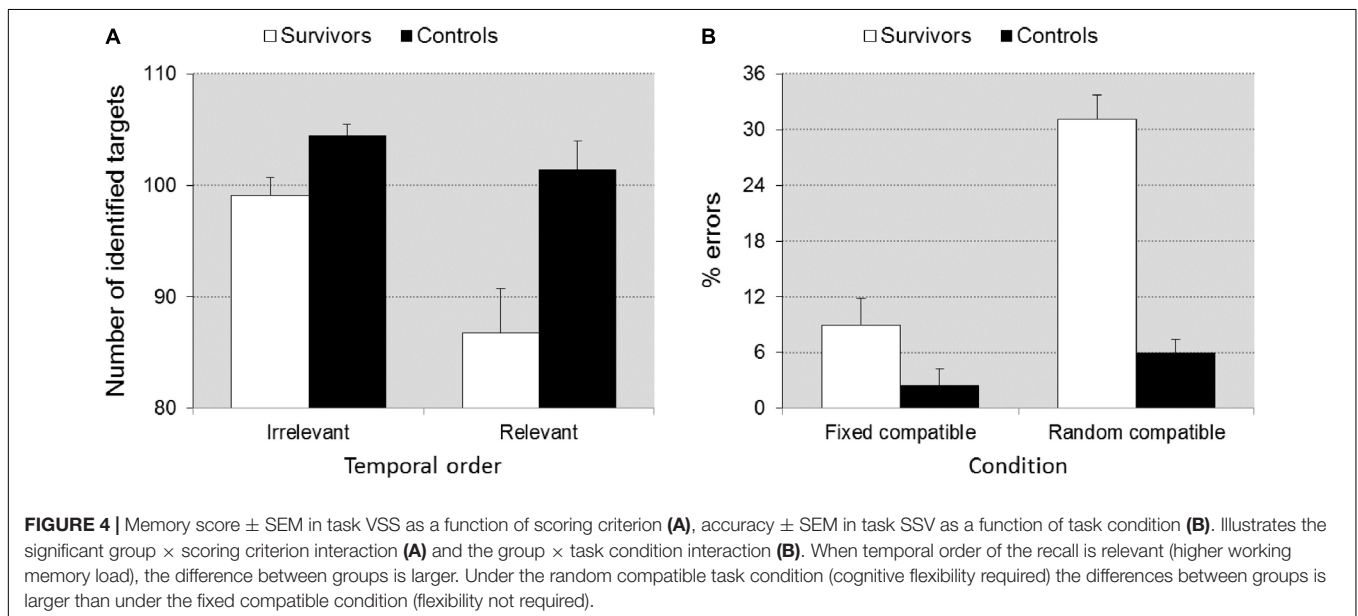 A
□ Survivors ■ Controls
Number of identified targets
110
100
90
80
Irrelevant Relevant
Temporal order
B
□ Survivors ■ Controls
% errors
36
30
24
18
12
6
0
Fixed compatible Random compatible
Condition
FIGURE 4 | Memory score ± SEM in task VSS as a function of scoring criterion (A), accuracy ± SEM in task SSV as a function of task condition (B). Illustrates the
significant group × scoring criterion interaction (A) and the group × task condition interaction (B). When temporal order of the recall is relevant (higher working
memory load), the difference between groups is larger. Under the random compatible task condition (cognitive flexibility required) the differences between groups is
larger than under the fixed compatible condition (flexibility not required).